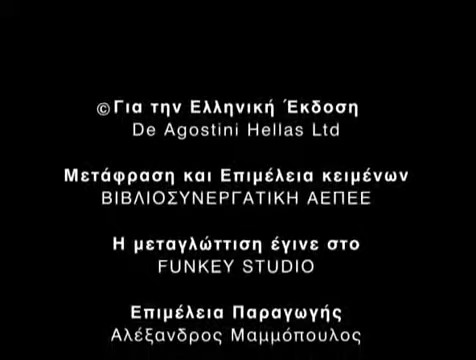 © Για την Ελληνική Έκδοση
De Agostini Hellas Ltd
Μετάφραση και Επιμέλεια κειμένων
ΒΙΒΛΙΟΣΥΝΕΡΓΑΤΙΚΗ ΑΕΠΕΕ
Η μεταγλώττιση έγινε στο
FUNKEY STUDIO
Επιμέλεια Παραγωγής
Αλέξανδρος Μαμμόπουλος